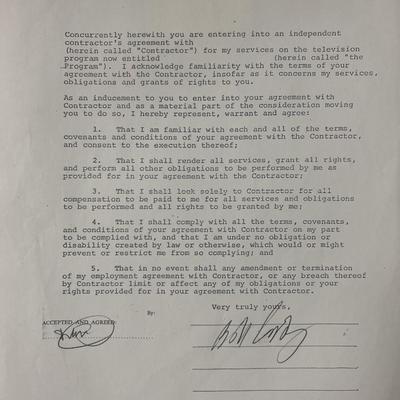 Concurrently herewith you are entering into an independent
contractor's agreement with
(herein called "Contractor") for my services on the television
program now entitled (herein called "the
Program"). I acknowledge familiarity with the terms of your
agreement with the Contractor, insofar as it concerns my services,
obligations and grants of rights to you.
As an inducement to you to enter into your agreement with
Contractor and as a material part of the consideration moving
you to do so, I hereby represent, warrant and agree:
1. That I am familiar with each and all of the terms,
covenants and conditions of your agreement with the Contractor,
and consent to the execution thereof;
2. That I shall render all services, grant all rights,
and perform all other obligations to be performed by me as
provided for in your agreement with the Contractor;
3. That I shall look solely to Contractor for all
compensation to be paid to me for all services and obligations
to be performed and all rights to be granted by me;
4. That I shall comply with all the terms, covenants,
and conditions of your agreement with Contractor on my part
to be complied with, and that I am under no obligation or
disability created by law or otherwise, which would or might
prevent or restrict me from so complying; and
5. That in no event shall any amendment or termination
of my employment agreement with Contractor, or any breach thereof
by Contractor limit or affect any of my obligations or your
rights provided for in your agreement with Contractor.
Very truly yours,
By:
ACCEPTED AND AGREED: